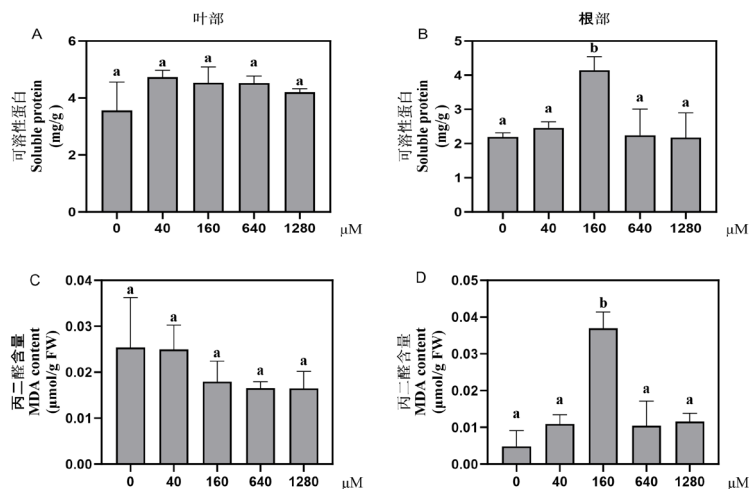 叶部
根部
A
可溶性蛋白
Soluble protein
(mg/g)
6
4
2
0
a
a
a
a
a
0
40
160
640
1280
μM
B
可溶性蛋白
Soluble protein
(mg/g)
5
4
3
2
1
0
a
a
b
a
a
0
40
160
640
1280
μM
C
丙二醛含量
MDA content
(μmol/g FW)
0.04
0.03
0.02
0.01
0.00
a
a
a
a
a
0
40
160
640
1280
μM
D
丙二醛含量
MDA content
(μmol/g FW)
0.05
0.04
0.03
0.02
0.01
0.00
a
a
b
a
a
0
40
160
640
1280
μM